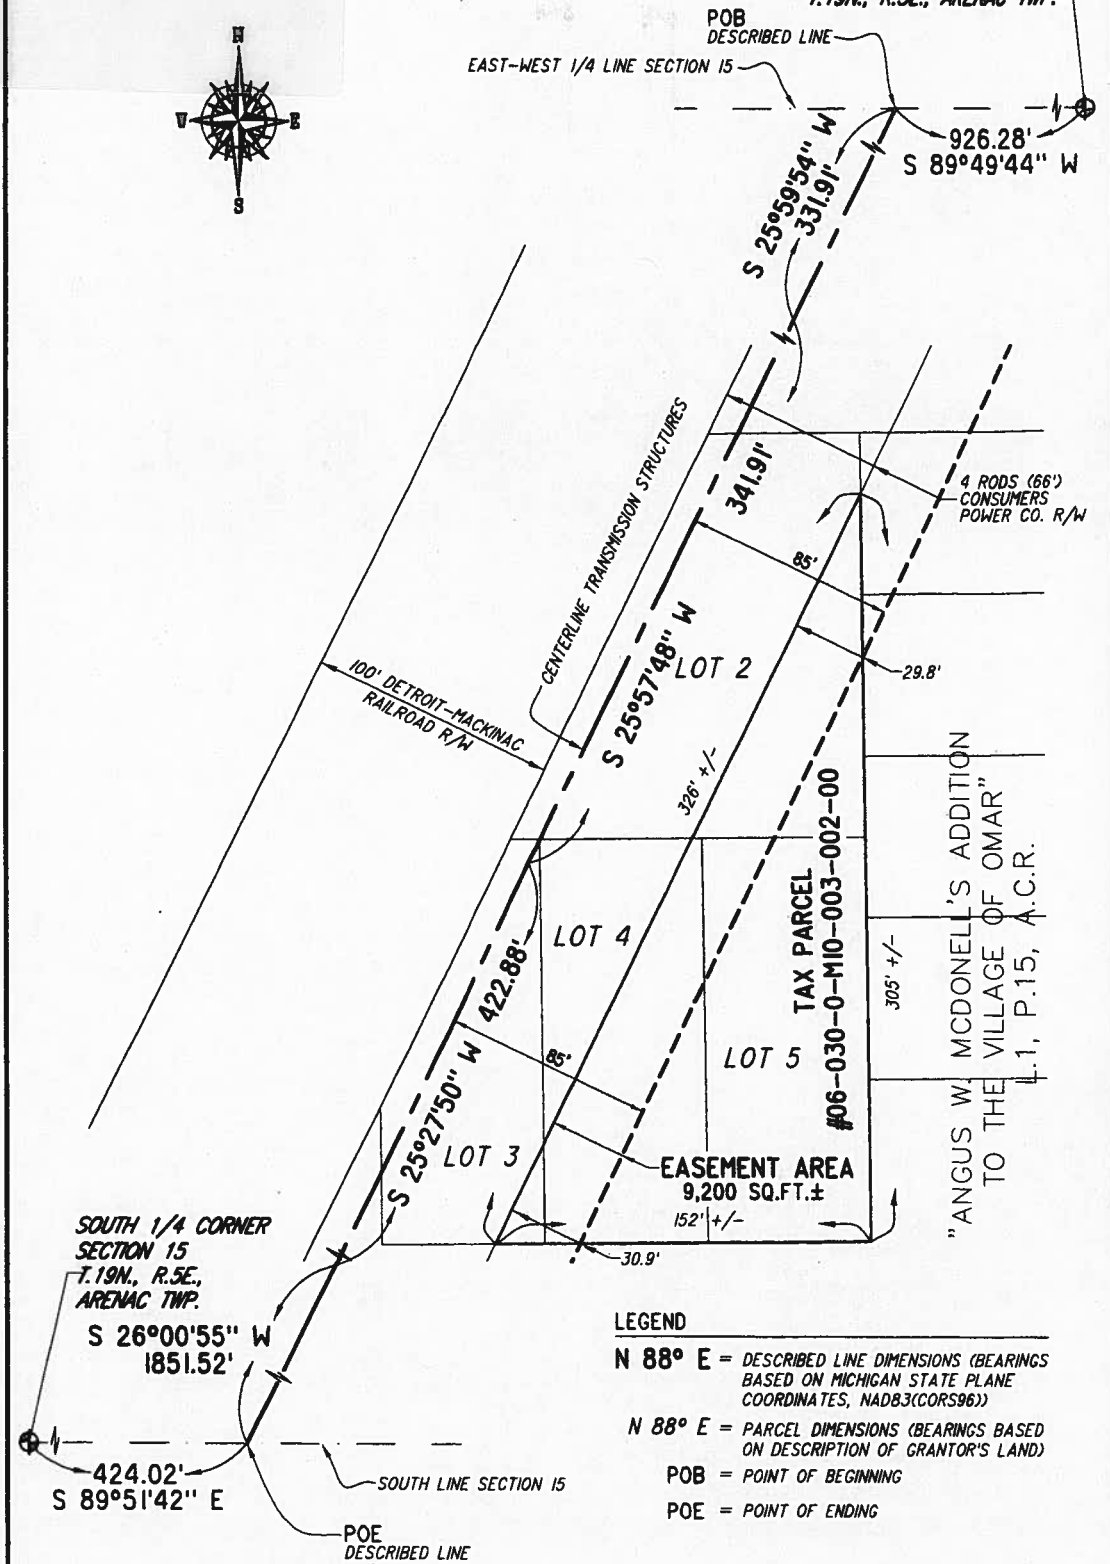 T.19N., R.5E., ARENAC TWP.
POB
DESCRIBED LINE
EAST-WEST 1/4 LINE SECTION 15
N
W
E
S
926.28'
S 89°49'44" W
S 25°59'54" W
331.91'
341.91'
S 25°57'48" W
CENTERLINE TRANSMISSION STRUCTURES
4 RODS (66')
CONSUMERS
POWER CO. R/W
85'
29.8'
LOT 2
100' DETROIT-MACKINAC
RAILROAD R/W
326' +/-
TAX PARCEL
#06-030-0-M10-003-002-00
"ANGUS W. MCDONELL'S ADDITION
TO THE VILLAGE OF OMAR"
L.1, P.15, A.C.R.
305' +/-
LOT 4
422.88'
S 25°27'50" W
85'
LOT 5
LOT 3
EASEMENT AREA
9,200 SQ.FT.±
152' +/-
30.9'
SOUTH 1/4 CORNER
SECTION 15
T.19N., R.5E.,
ARENAC TWP.
S 26°00'55" W
1851.52'
424.02'
S 89°51'42" E
SOUTH LINE SECTION 15
POE
DESCRIBED LINE
LEGEND
N 88° E = DESCRIBED LINE DIMENSIONS (BEARINGS
BASED ON MICHIGAN STATE PLANE
COORDINATES, NAD83(CORS96))
N 88° E = PARCEL DIMENSIONS (BEARINGS BASED
ON DESCRIPTION OF GRANTOR'S LAND)
POB = POINT OF BEGINNING
POE = POINT OF ENDING